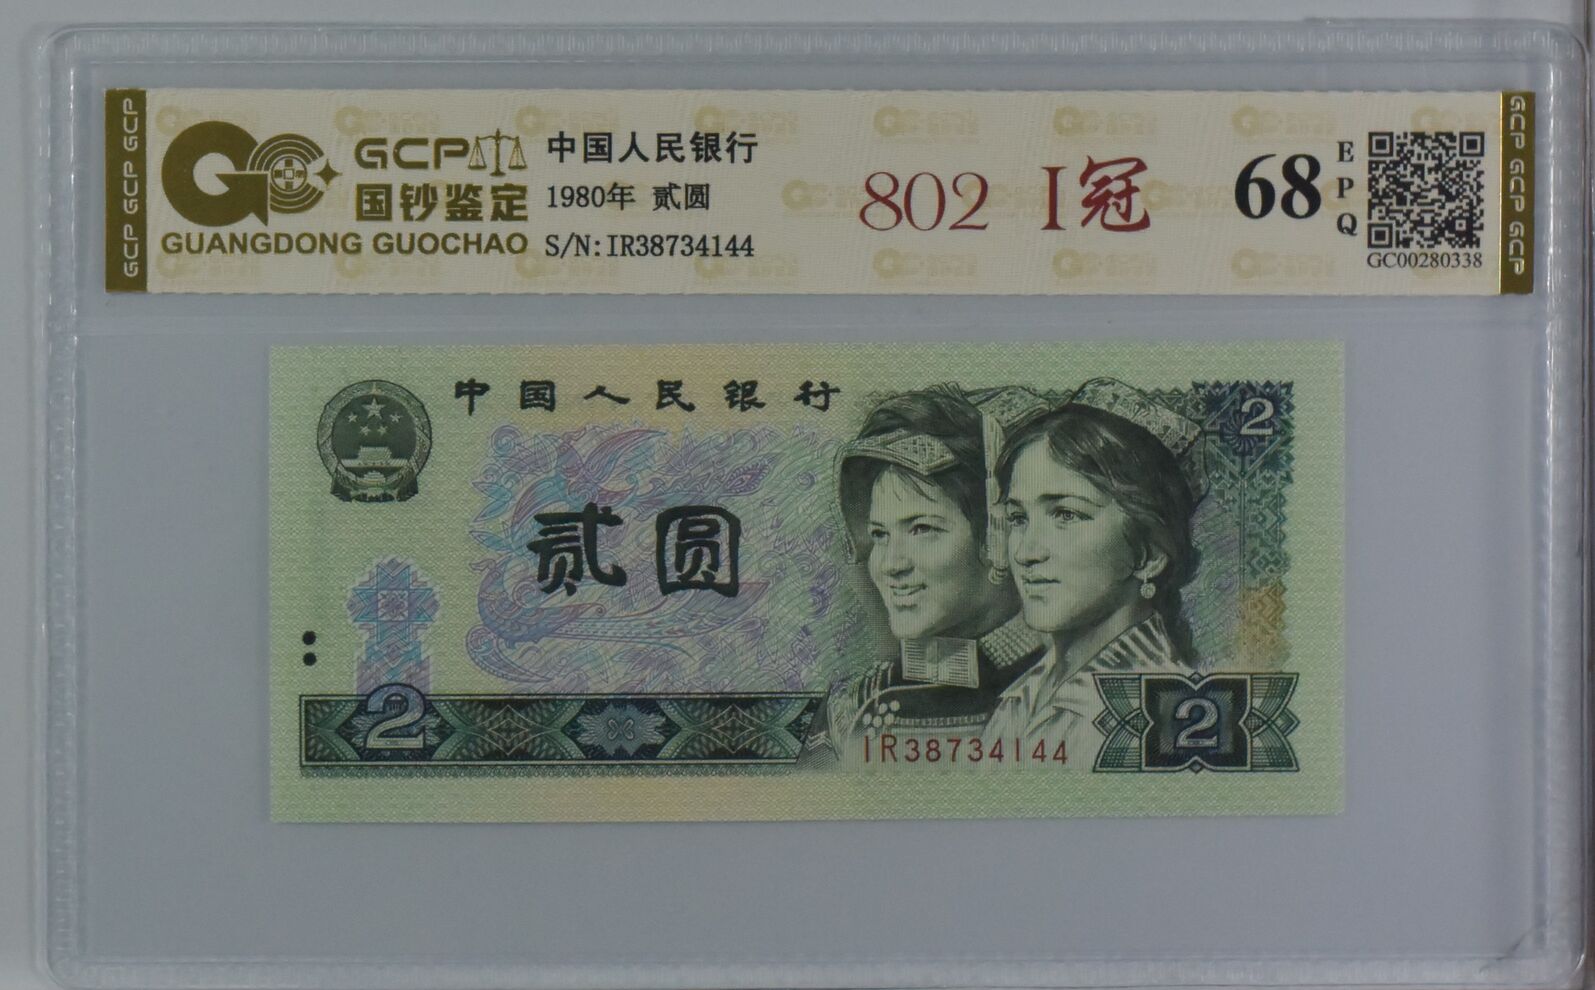 GCP GCP GCP
GCP
国钞鉴定
GUANGDONG GUOCHAO
中国人民银行
1980年 贰圆
S/N:IR38734144
802 I冠
68
EPQ
GC00280338
GCP GCP GCP
中国人民银行
2
贰圆
2
IR38734144
2